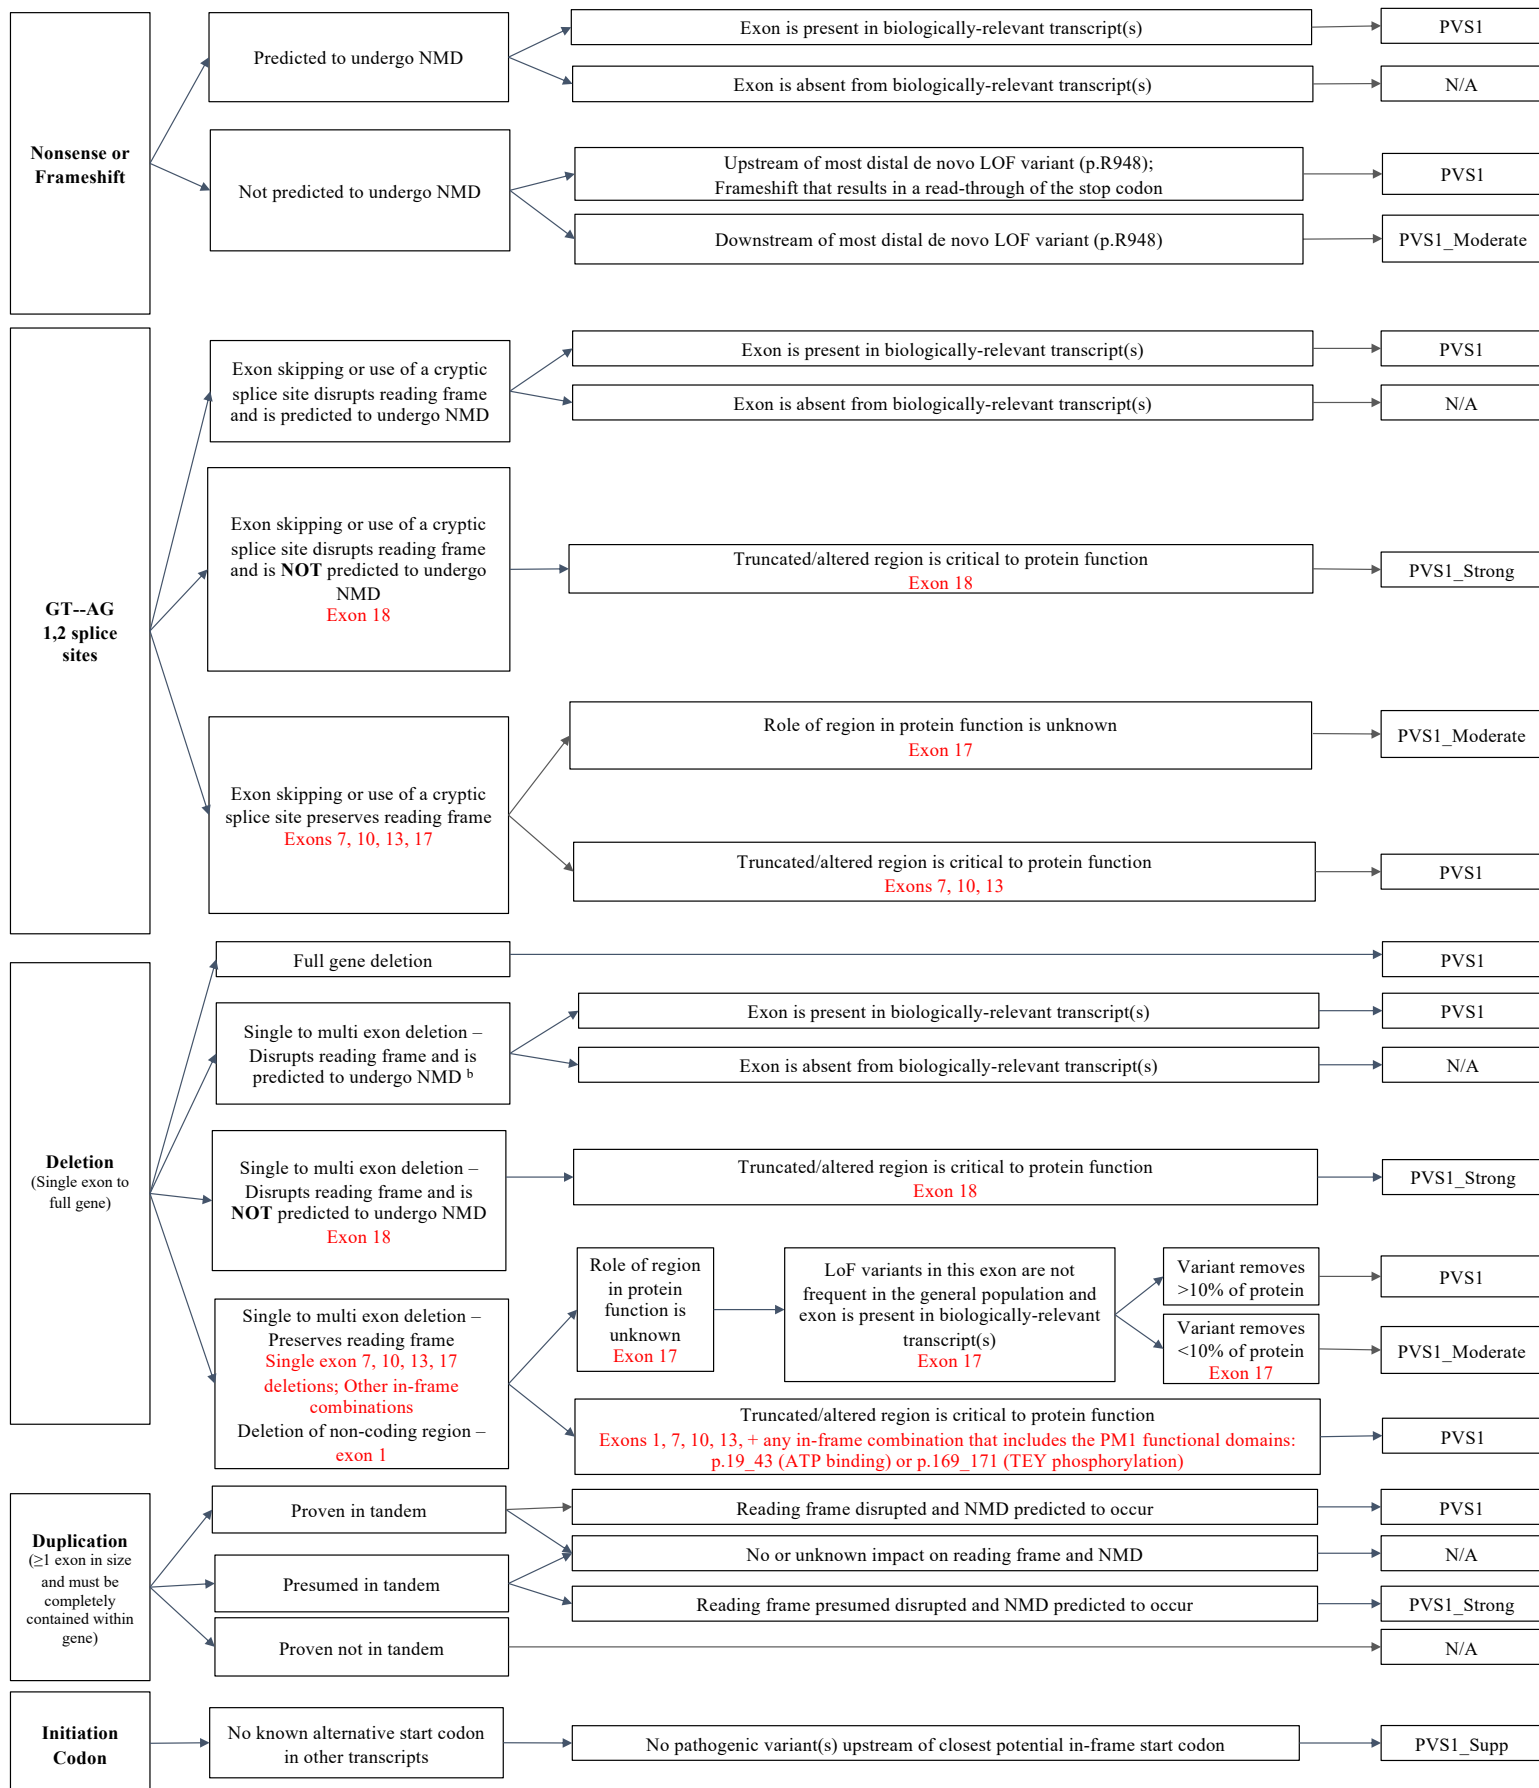 Nonsense or
Frameshift
Predicted to undergo NMD
Exon is present in biologically-relevant transcript(s)
PVS1
Exon is absent from biologically-relevant transcript(s)
N/A
Not predicted to undergo NMD
Upstream of most distal de novo LOF variant (p.R948);
Frameshift that results in a read-through of the stop codon
PVS1
Downstream of most distal de novo LOF variant (p.R948)
PVS1_Moderate
GT--AG
1,2 splice
sites
Exon skipping or use of a cryptic
splice site disrupts reading frame
and is predicted to undergo NMD
Exon is present in biologically-relevant transcript(s)
PVS1
Exon is absent from biologically-relevant transcript(s)
N/A
Exon skipping or use of a cryptic
splice site disrupts reading frame
and is NOT predicted to undergo
NMD
Exon 18
Truncated/altered region is critical to protein function
Exon 18
PVS1_Strong
Exon skipping or use of a cryptic
splice site preserves reading frame
Exons 7, 10, 13, 17
Role of region in protein function is unknown
Exon 17
PVS1_Moderate
Truncated/altered region is critical to protein function
Exons 7, 10, 13
PVS1
Deletion
(Single exon to
full gene)
Full gene deletion
PVS1
Single to multi exon deletion –
Disrupts reading frame and is
predicted to undergo NMD b
Exon is present in biologically-relevant transcript(s)
PVS1
Exon is absent from biologically-relevant transcript(s)
N/A
Single to multi exon deletion –
Disrupts reading frame and is
NOT predicted to undergo NMD
Exon 18
Truncated/altered region is critical to protein function
Exon 18
PVS1_Strong
Single to multi exon deletion –
Preserves reading frame
Single exon 7, 10, 13, 17
deletions; Other in-frame
combinations
Deletion of non-coding region –
exon 1
Role of region
in protein
function is
unknown
Exon 17
LoF variants in this exon are not
frequent in the general population and
exon is present in biologically-relevant
transcript(s)
Exon 17
Variant removes
>10% of protein
PVS1
Variant removes
<10% of protein
Exon 17
PVS1_Moderate
Truncated/altered region is critical to protein function
Exons 1, 7, 10, 13, + any in-frame combination that includes the PM1 functional domains:
p.19_43 (ATP binding) or p.169_171 (TEY phosphorylation)
PVS1
Duplication
(≥1 exon in size
and must be
completely
contained within
gene)
Proven in tandem
Reading frame disrupted and NMD predicted to occur
PVS1
No or unknown impact on reading frame and NMD
N/A
Presumed in tandem
Reading frame presumed disrupted and NMD predicted to occur
PVS1_Strong
Proven not in tandem
N/A
Initiation
Codon
No known alternative start codon
in other transcripts
No pathogenic variant(s) upstream of closest potential in-frame start codon
PVS1_Supp